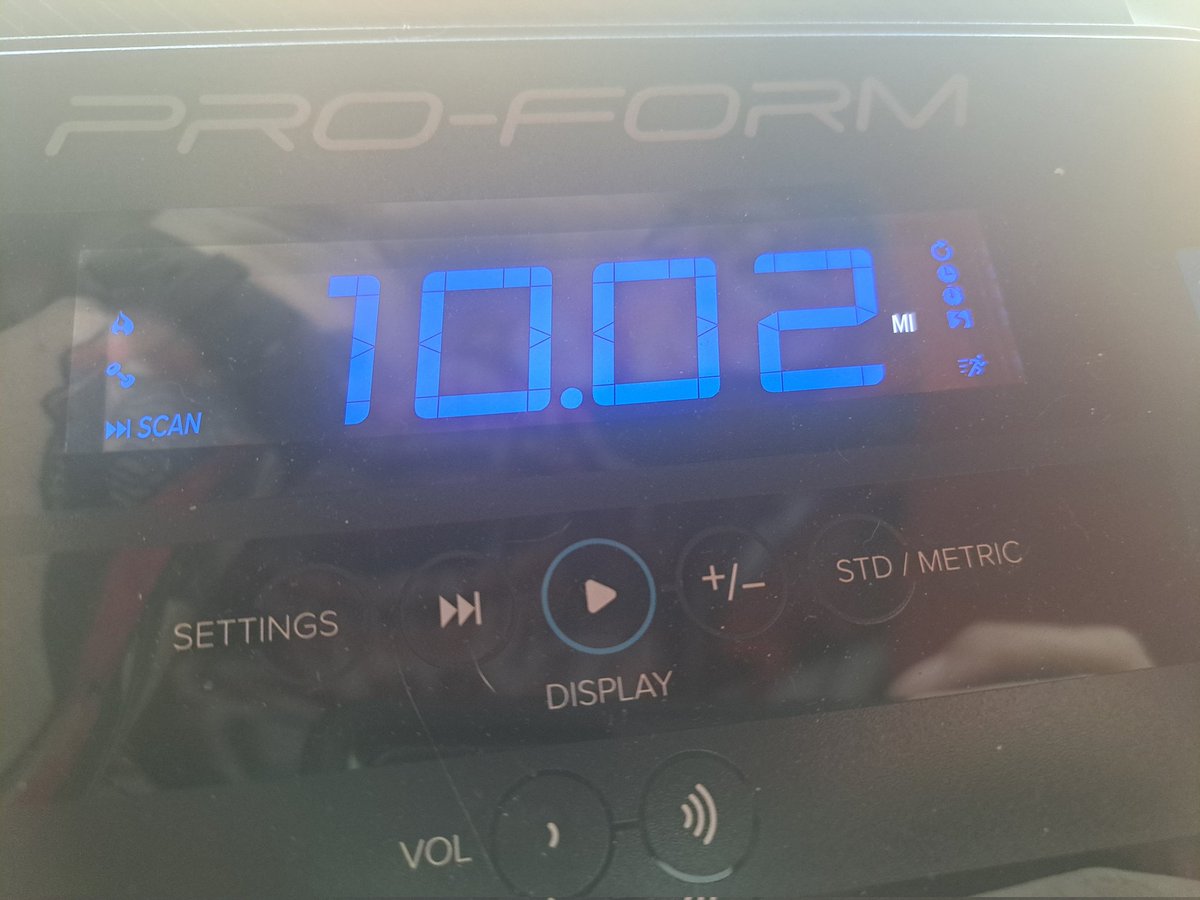 PRO-FORM
10.02 MI
SCAN
SETTINGS
+/-
STD / METRIC
DISPLAY
VOL